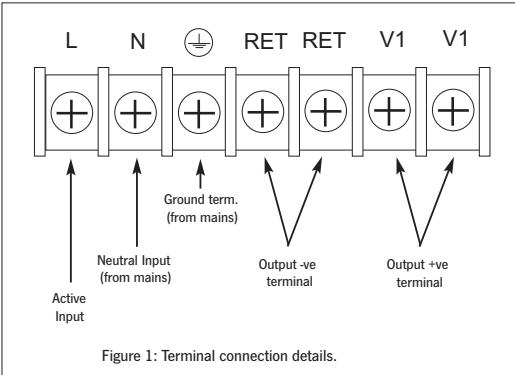 L N RET RET V1 V1
Ground term.
(from mains)
Neutral Input
(from mains)
Output -ve
terminal
Output +ve
terminal
Active
Input
Figure 1: Terminal connection details.